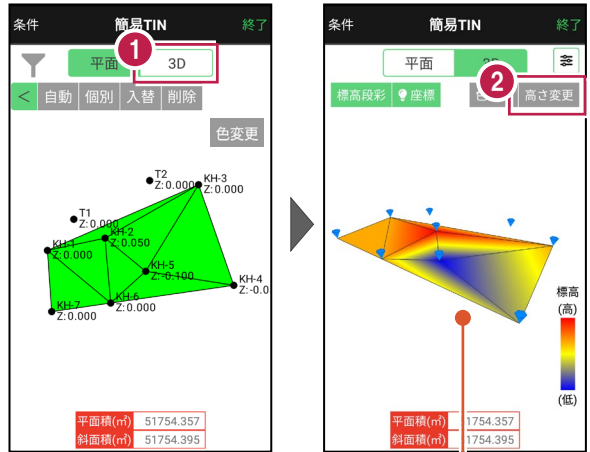 条件 簡易TIN 終了
1
平面 3D
< 自動 個別 入替 削除
色変更
T2
Z:0.000
KH-3
Z:0.000
T1
Z:0.000
KH-2
Z:0.050
KH-1
Z:0.000
KH-5
Z:-0.100
KH-4
Z:-0.0
KH-6
Z:0.000
KH-7
Z:0.000
平面積(㎡) 51754.357
斜面積(㎡) 51754.395
条件 簡易TIN 終了
平面 3D
2
標高段彩 座標 高さ変更
標高
(高)
(低)
平面積(㎡) 1754.357
斜面積(㎡) 1754.395